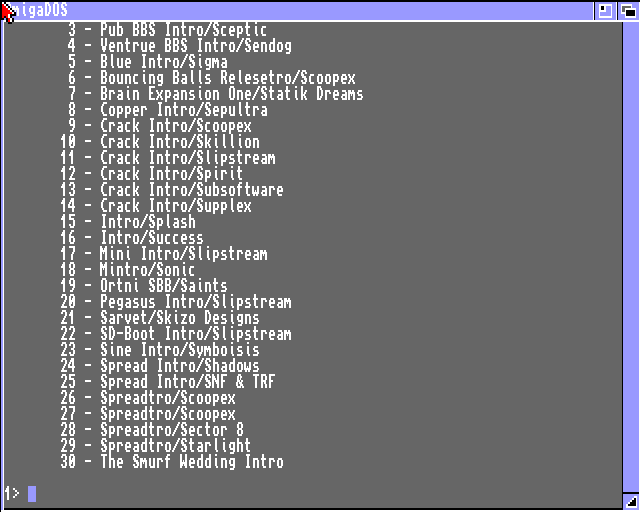 migaDOS
3 - Pub BBS Intro/Sceptic
4 - Ventrue BBS Intro/Sendog
5 - Blue Intro/Sigma
6 - Bouncing Balls Relesetro/Scoopex
7 - Brain Expansion One/Statik Dreams
8 - Copper Intro/Sepultra
9 - Crack Intro/Scoopex
10 - Crack Intro/Skillion
11 - Crack Intro/Slipstream
12 - Crack Intro/Spirit
13 - Crack Intro/Subsoftware
14 - Crack Intro/Supplex
15 - Intro/Splash
16 - Intro/Success
17 - Mini Intro/Slipstream
18 - Mintro/Sonic
19 - Ortni SBB/Saints
20 - Pegasus Intro/Slipstream
21 - Sarvet/Skizo Designs
22 - SD-Boot Intro/Slipstream
23 - Sine Intro/Symboisis
24 - Spread Intro/Shadows
25 - Spread Intro/SNF & TRF
26 - Spreadtro/Scoopex
27 - Spreadtro/Scoopex
28 - Spreadtro/Sector 8
29 - Spreadtro/Starlight
30 - The Smurf Wedding Intro
1>